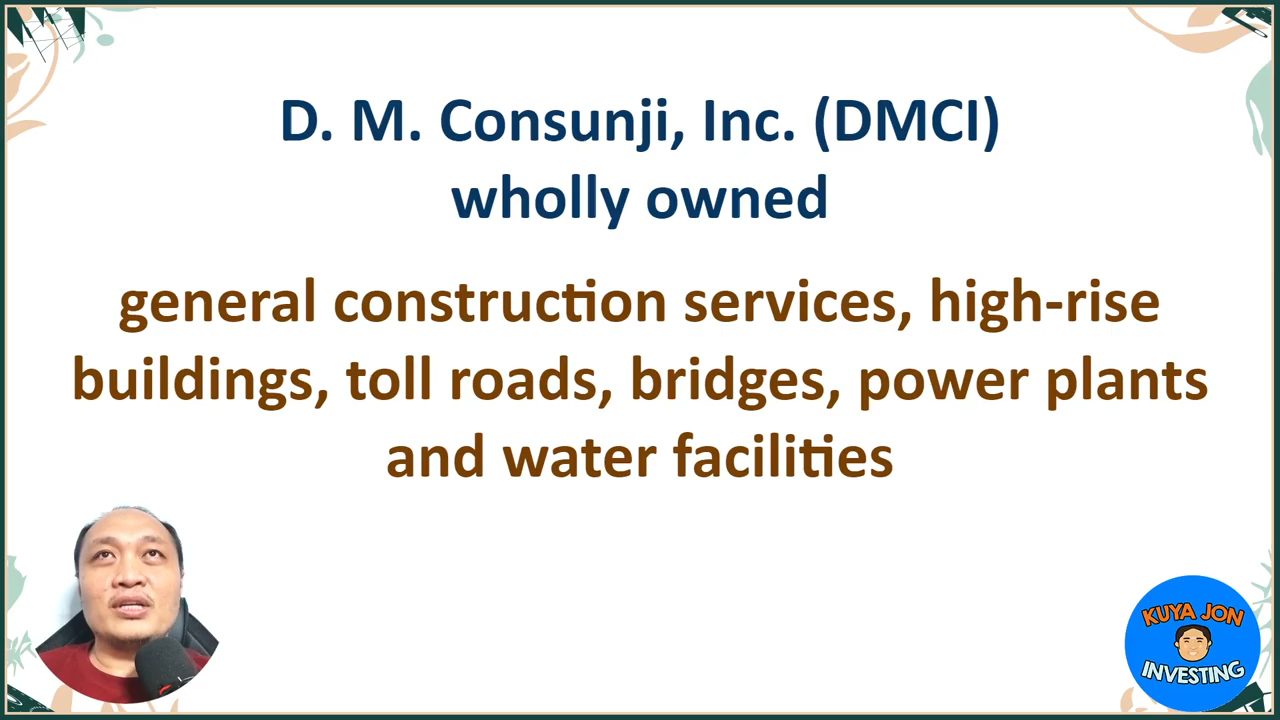 D. M. Consunji, Inc. (DMCI)
wholly owned
general construction services, high-rise
buildings, toll roads, bridges, power plants
and water facilities
KUYA JON
INVESTING